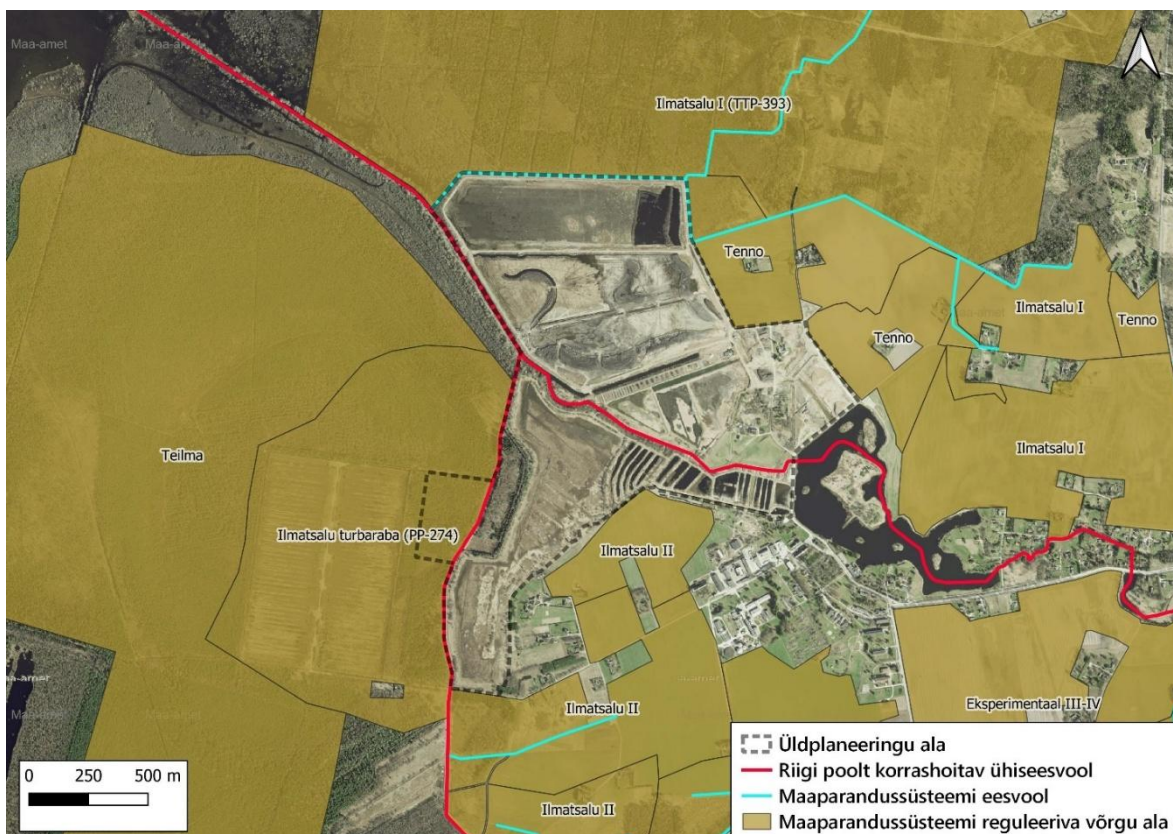 Maa-amet
Maa-amet
Ilmatsalu I (TTP-393)
Tenno
Ilmatsalu I
Tenno
Tenno
Ilmatsalu I
Teilma
Ilmatsalu turbaraba (PP-274)
Ilmatsalu II
Maa-amet
Ilmatsalu II
Eksperimentaal III-IV
Maa-amet
Ilmatsalu II
0 250 500 m
Üldplaneeringu ala
Riigi poolt korrashoitav ühiseesvool
Maaparandussüsteemi eesvool
Maaparandussüsteemi reguleeriva võrgu ala